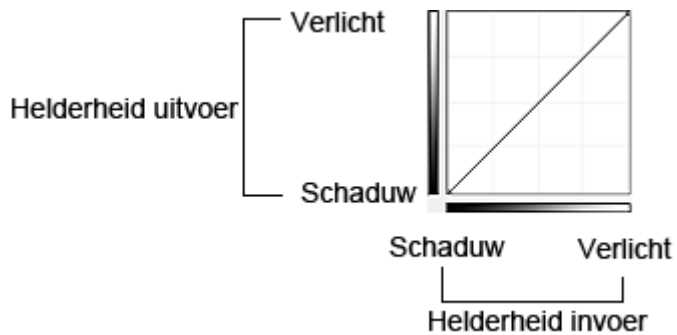 Verlicht
Helderheid uitvoer
Schaduw
Schaduw Verlicht
Helderheid invoer